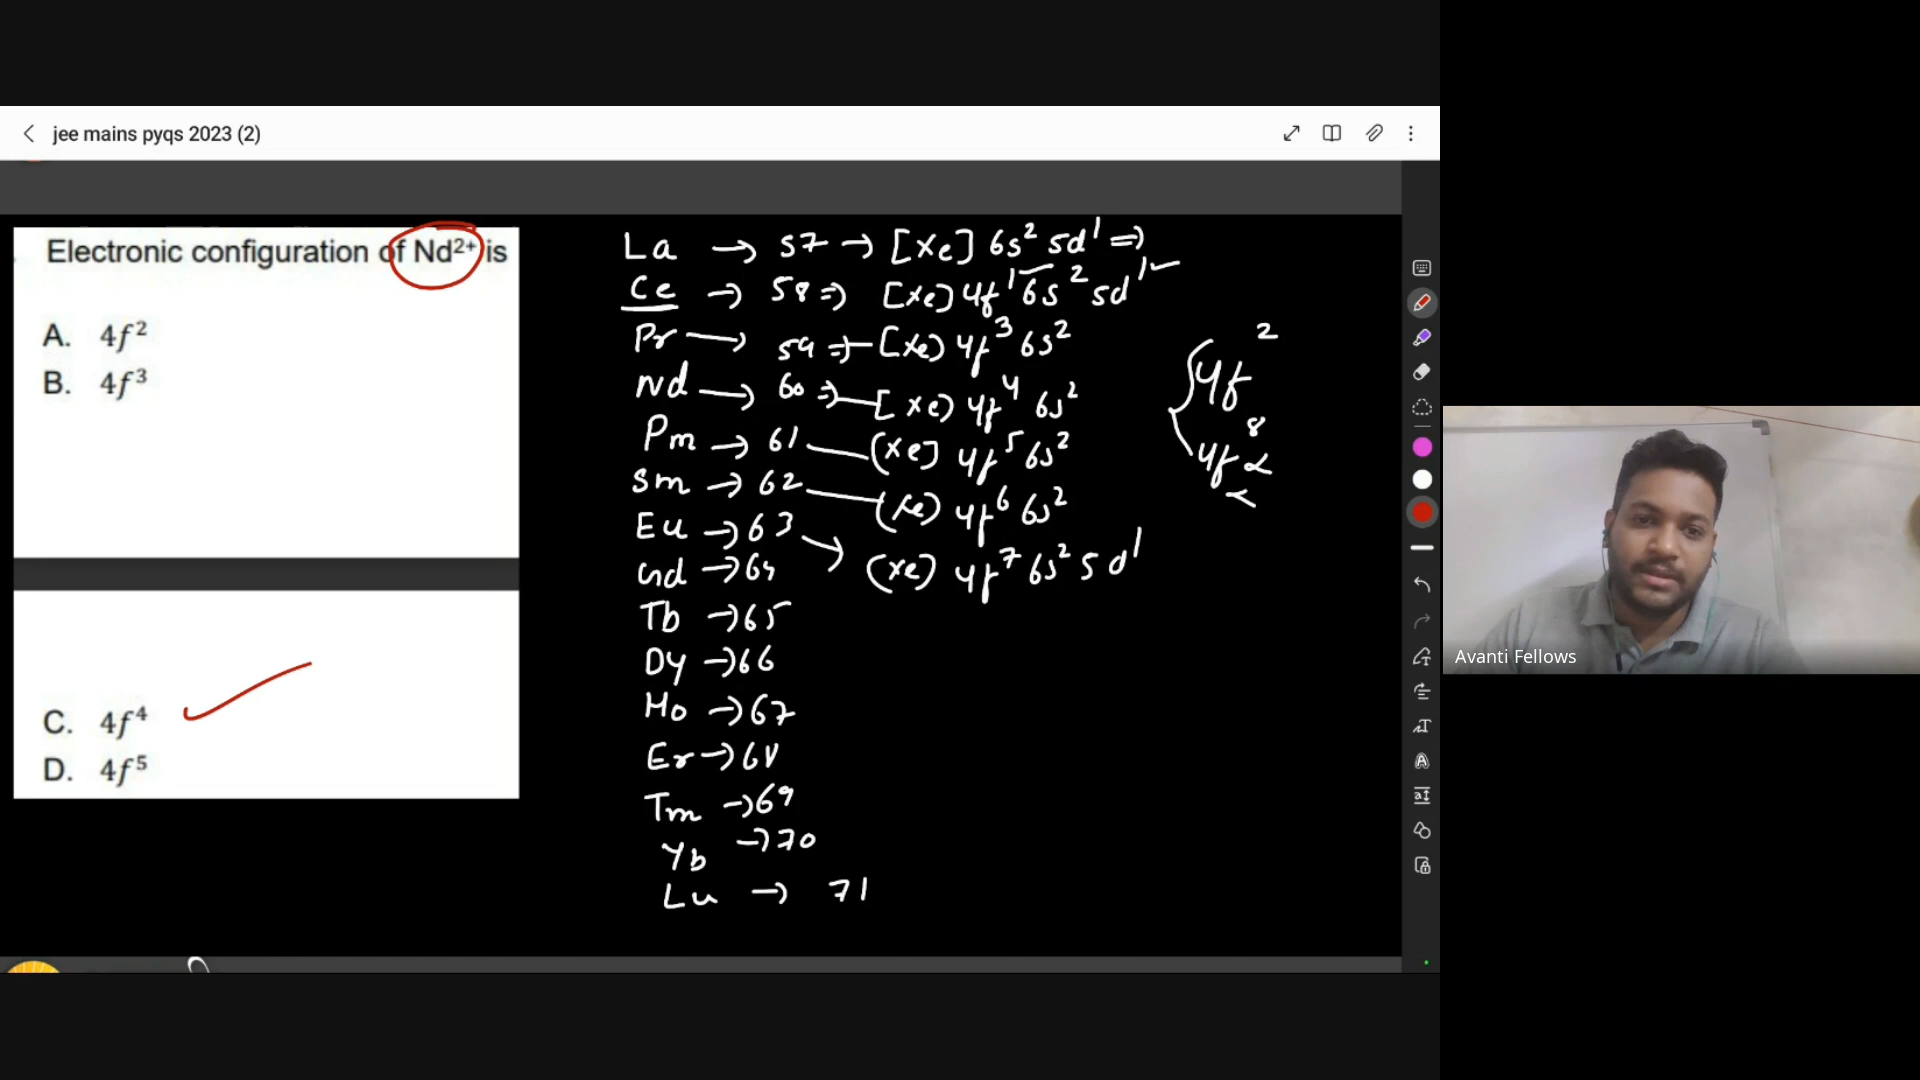 jee mains pyqs 2023 (2)
Electronic configuration of Nd²⁺ is
A. 4f²
B. 4f³
C. 4f⁴
D. 4f⁵
La → 57 → [Xe] 6s² 5d¹ ⇒
Ce → 58 ⇒ [Xe] 4f¹ 6s² 5d¹
Pr → 59 ⇒ [Xe) 4f³ 6s²
Nd → 60 ⇒ [Xe) 4f⁴ 6s²
Pm → 61 (Xe] 4f⁵ 6s²
Sm → 62 (Xe) 4f⁶ 6s²
Eu → 63 → (Xe) 4f⁷ 6s² 5d¹
Gd → 64
Tb → 65
Dy → 66
Ho → 67
Er → 68
Tm → 69
Yb → 70
Lu → 71
4f²
4f⁸
Avanti Fellows